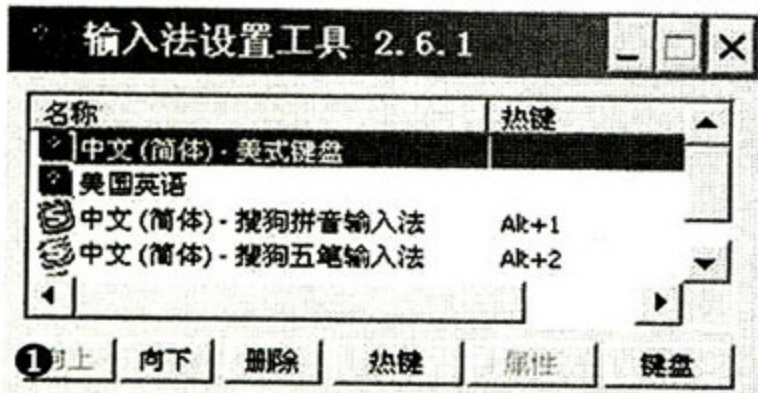 输入法设置工具 2.6.1
名称 热键
中文(简体)-美式键盘
美国英语
中文(简体)-搜狗拼音输入法 Alt+1
中文(简体)-搜狗五笔输入法 Alt+2
❶向上 向下 删除 热键 属性 键盘